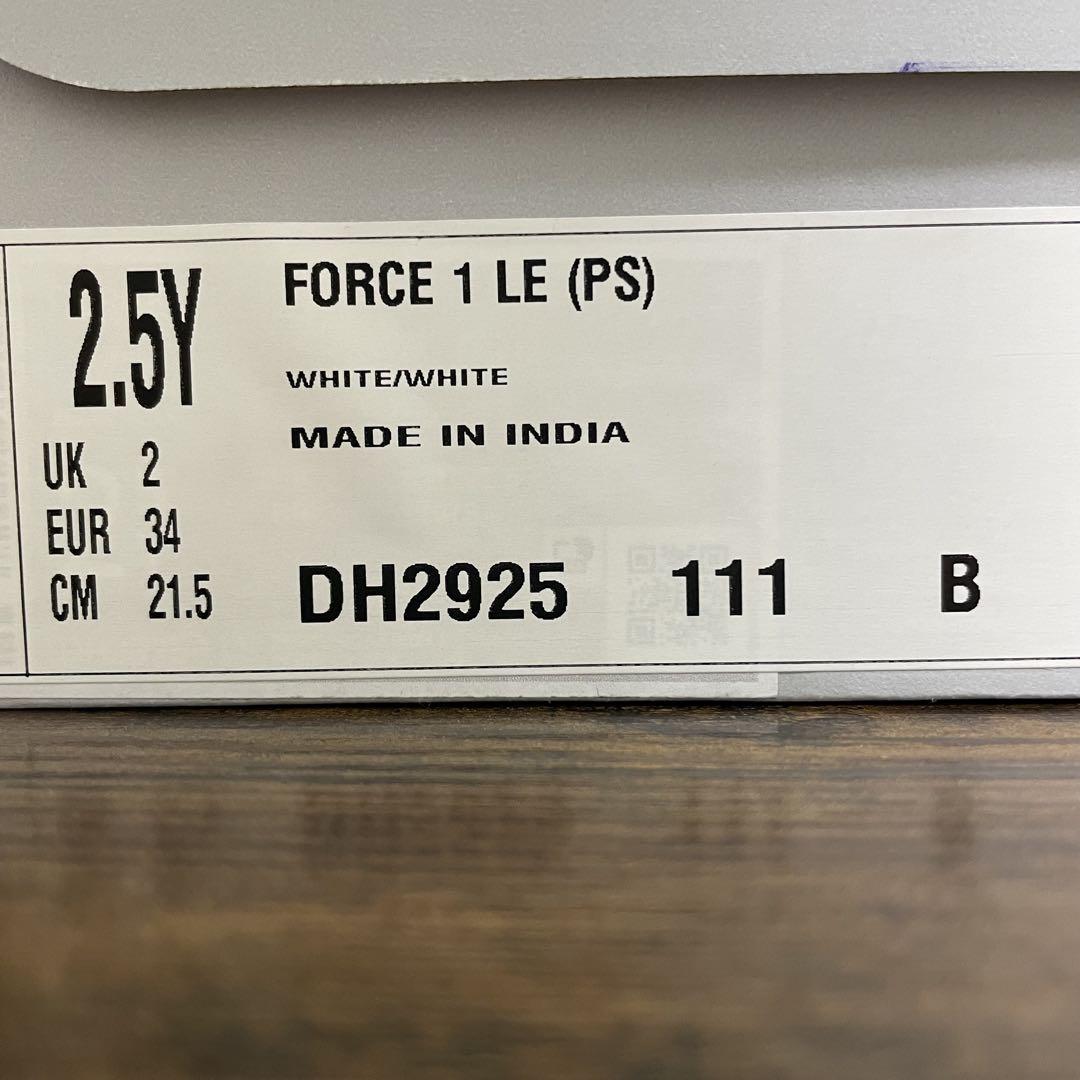 2.5Y
UK 2
EUR 34
CM 21.5
FORCE 1 LE (PS)
WHITE/WHITE
MADE IN INDIA
DH2925 111 B